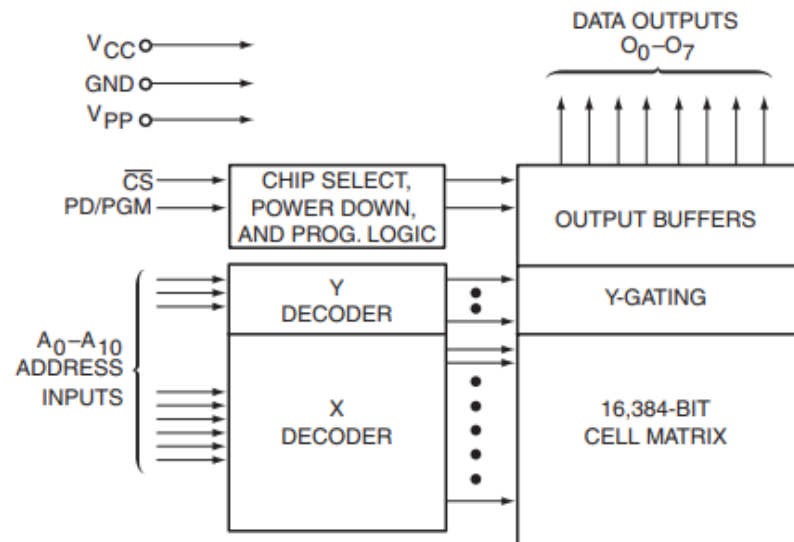 DATA OUTPUTS
O0–O7
VCC
GND
VPP
CS
PD/PGM
CHIP SELECT,
POWER DOWN,
AND PROG. LOGIC
OUTPUT BUFFERS
Y
DECODER
Y-GATING
A0–A10
ADDRESS
INPUTS
X
DECODER
16,384-BIT
CELL MATRIX